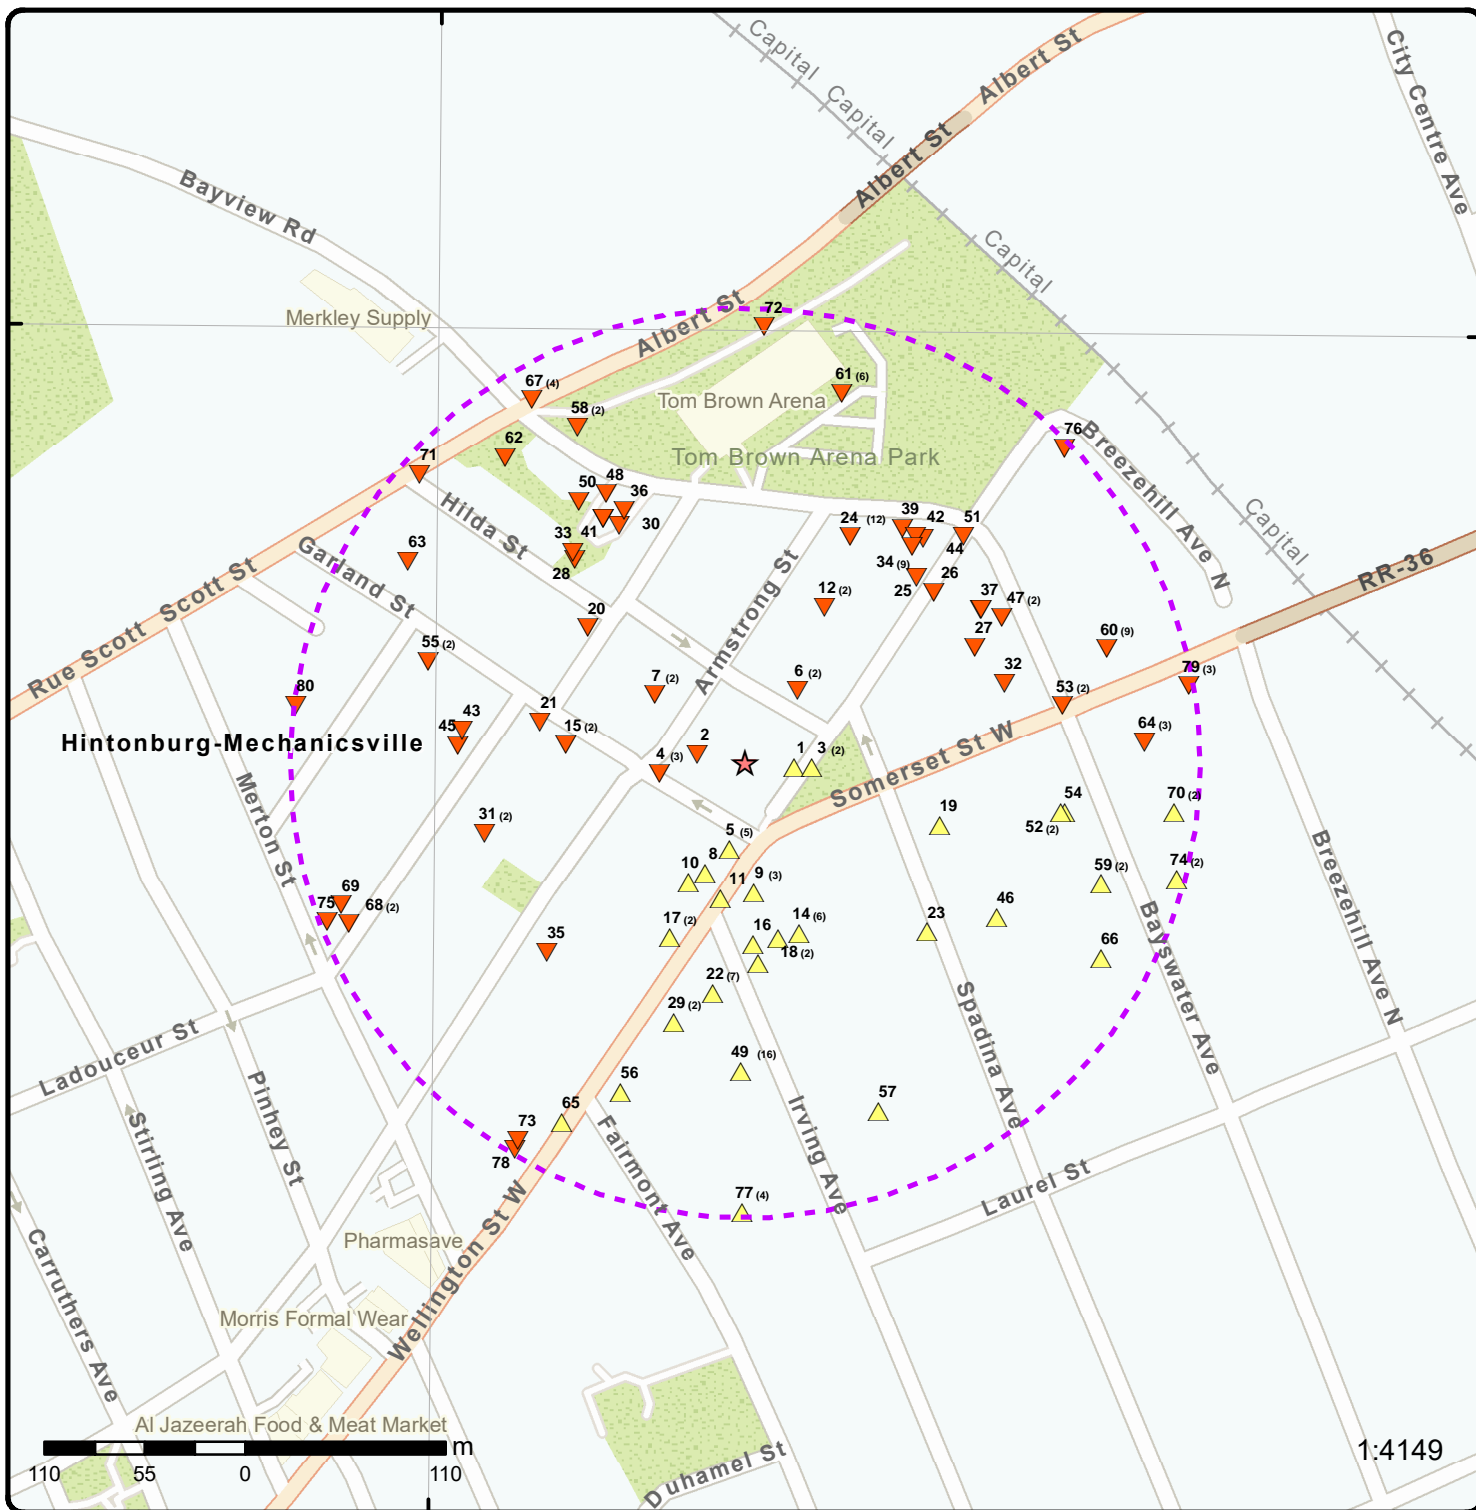 Capital
Capital
Albert St
City Centre Ave
Albert St
Bayview Rd
Capital
Merkley Supply
Albert St
72
67 (4)
61 (6)
58 (2)
Tom Brown Arena
62
71
76
Breezehill Ave N
Tom Brown Arena Park
50
48
36
Hilda St
Capital
24 (12)
39
42
51
33
41
30
44
63
Garland St
28
34 (9)
26
RR-36
Rue Scott Scott St
25
12 (2)
37
47 (2)
20
Armstrong St
27
60 (9)
55 (2)
7 (2)
6 (2)
32
79 (3)
80
53 (2)
21
43
45
15 (2)
64 (3)
Hintonburg-Mechanicsville
2
4 (3)
1
3 (2)
Somerset St W
Merton St
31 (2)
19
54
52 (2)
70 (2)
5 (5)
8
10
9 (3)
11
59 (2)
74 (2)
Breezehill Ave N
69
75
68 (2)
46
23
17 (2)
16
14 (6)
35
18 (2)
66
Bayswater Ave
22 (7)
29 (2)
Spadina Ave
Ladouceur St
49 (16)
Pinhey St
56
57
65
Irving Ave
73
78
Stirling Ave
Fairmont Ave
77 (4)
Laurel St
Carruthers Ave
Pharmasave
Wellington St W
Morris Formal Wear
Al Jazeerah Food & Meat Market
m
110
55
0
110
Duhamel St
1:4149